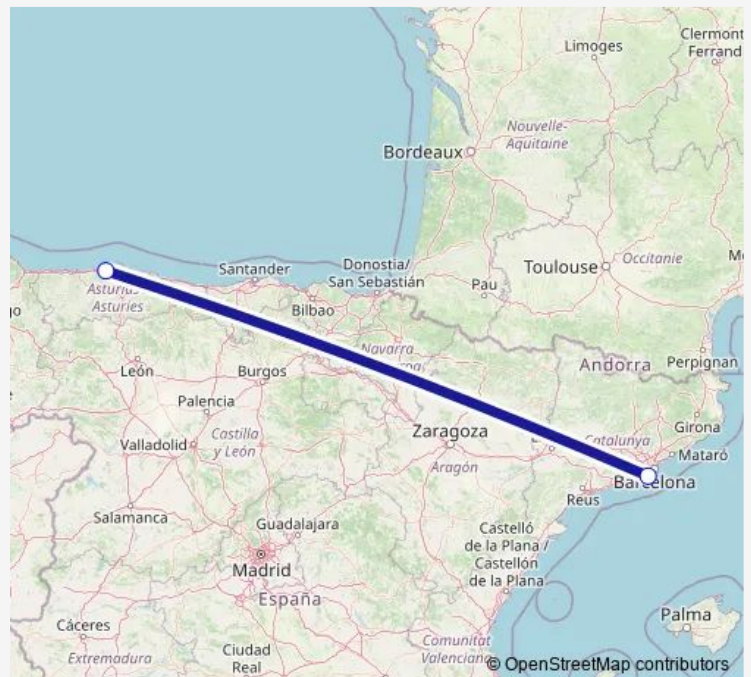 Clermont
Ferrand
Limoges
Nouvelle-
Aquitaine
Bordeaux
Toulouse
Occitanie
Santander
Donostia/
San Sebastián
Pau
Asturias
Asturies
Bilbao
Navarra
León
Burgos
Andorra
Perpignan
Palencia
Castilla
y León
Valladolid
Zaragoza
Aragón
Catalunya
Girona
Mataró
Barcelona
Reus
Salamanca
Guadalajara
Castelló
de la Plana /
Castellón
de la Plana
Madrid
España
Palma
Cáceres
Extremadura
Ciudad
Real
Comunitat
Valenciana
© OpenStreetMap contributors